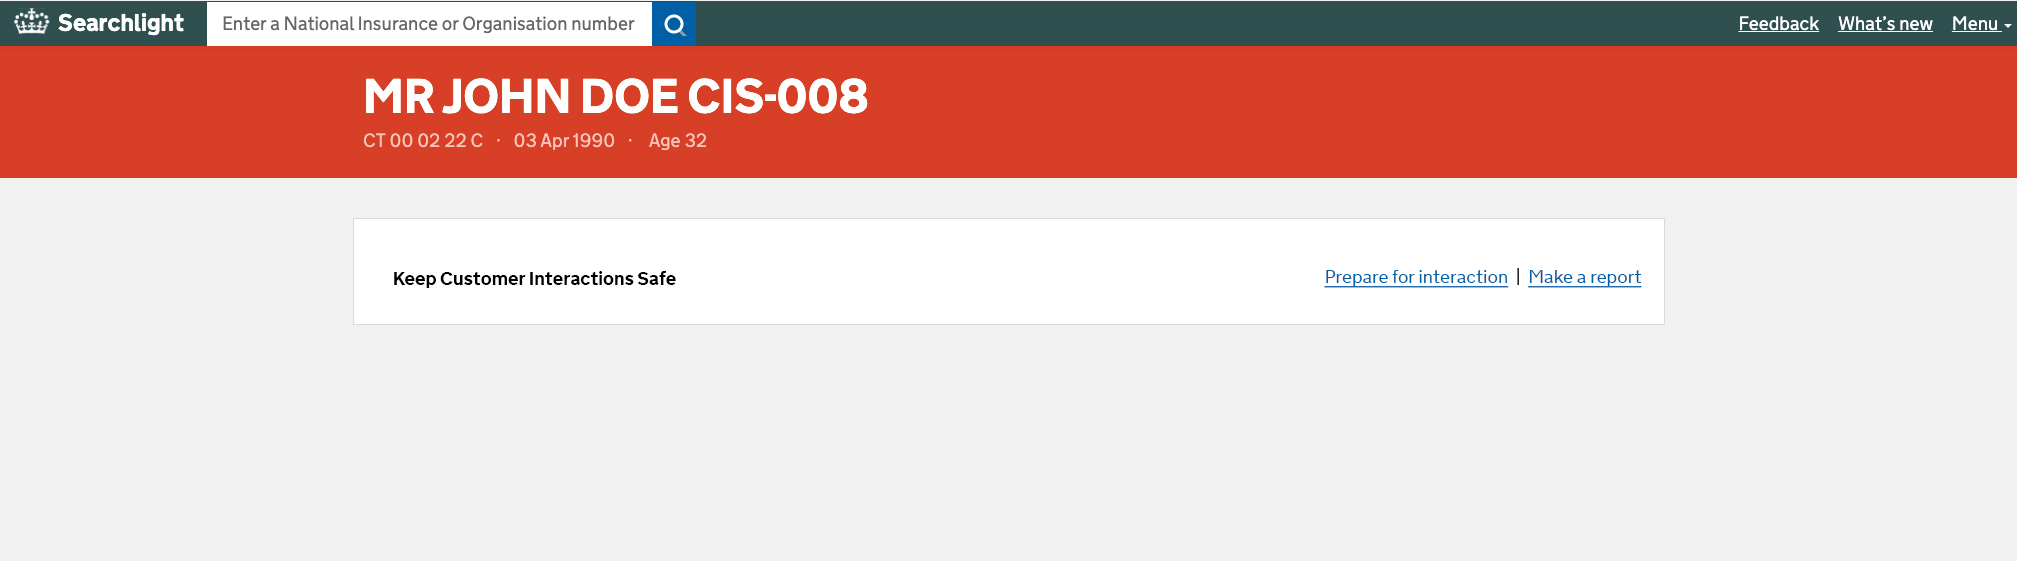 Searchlight
Enter a National Insurance or Organisation number
Feedback What's new Menu
MR JOHN DOE CIS-008
CT 00 02 22 C · 03 Apr 1990 · Age 32
Keep Customer Interactions Safe
Prepare for interaction | Make a report